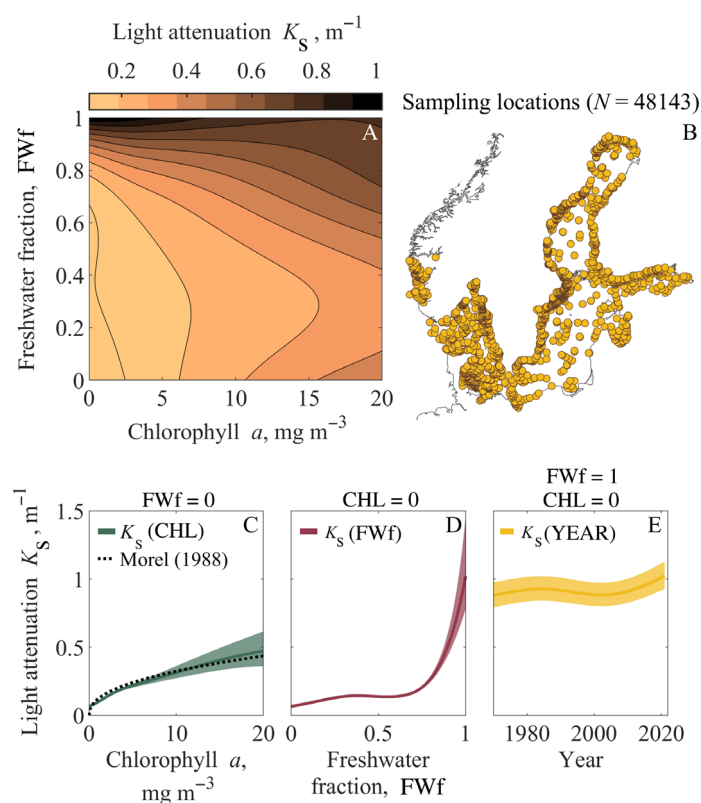 Light attenuation K_S , m⁻¹
0.2 0.4 0.6 0.8 1
Sampling locations (N = 48143)
A
B
Freshwater fraction, FWf
1
0.8
0.6
0.4
0.2
0
0 5 10 15 20
Chlorophyll a, mg m⁻³
FWf = 0
CHL = 0
FWf = 1
CHL = 0
Light attenuation K_S, m⁻¹
1.5
1
0.5
0
C
K_s (CHL)
Morel (1988)
0 10 20
Chlorophyll a,
mg m⁻³
D
K_s (FWf)
0 0.5 1
Freshwater
fraction, FWf
E
K_s(YEAR)
1980 2000 2020
Year